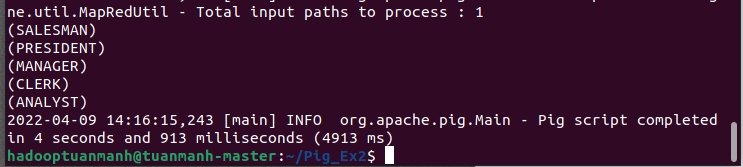 ne.util.MapRedUtil - Total input paths to process : 1
(SALESMAN)
(PRESIDENT)
(MANAGER)
(CLERK)
(ANALYST)
2022-04-09 14:16:15,243 [main] INFO  org.apache.pig.Main - Pig script completed
in 4 seconds and 913 milliseconds (4913 ms)
hadooptuanmanh@tuanmanh-master:~/Pig_Ex2$